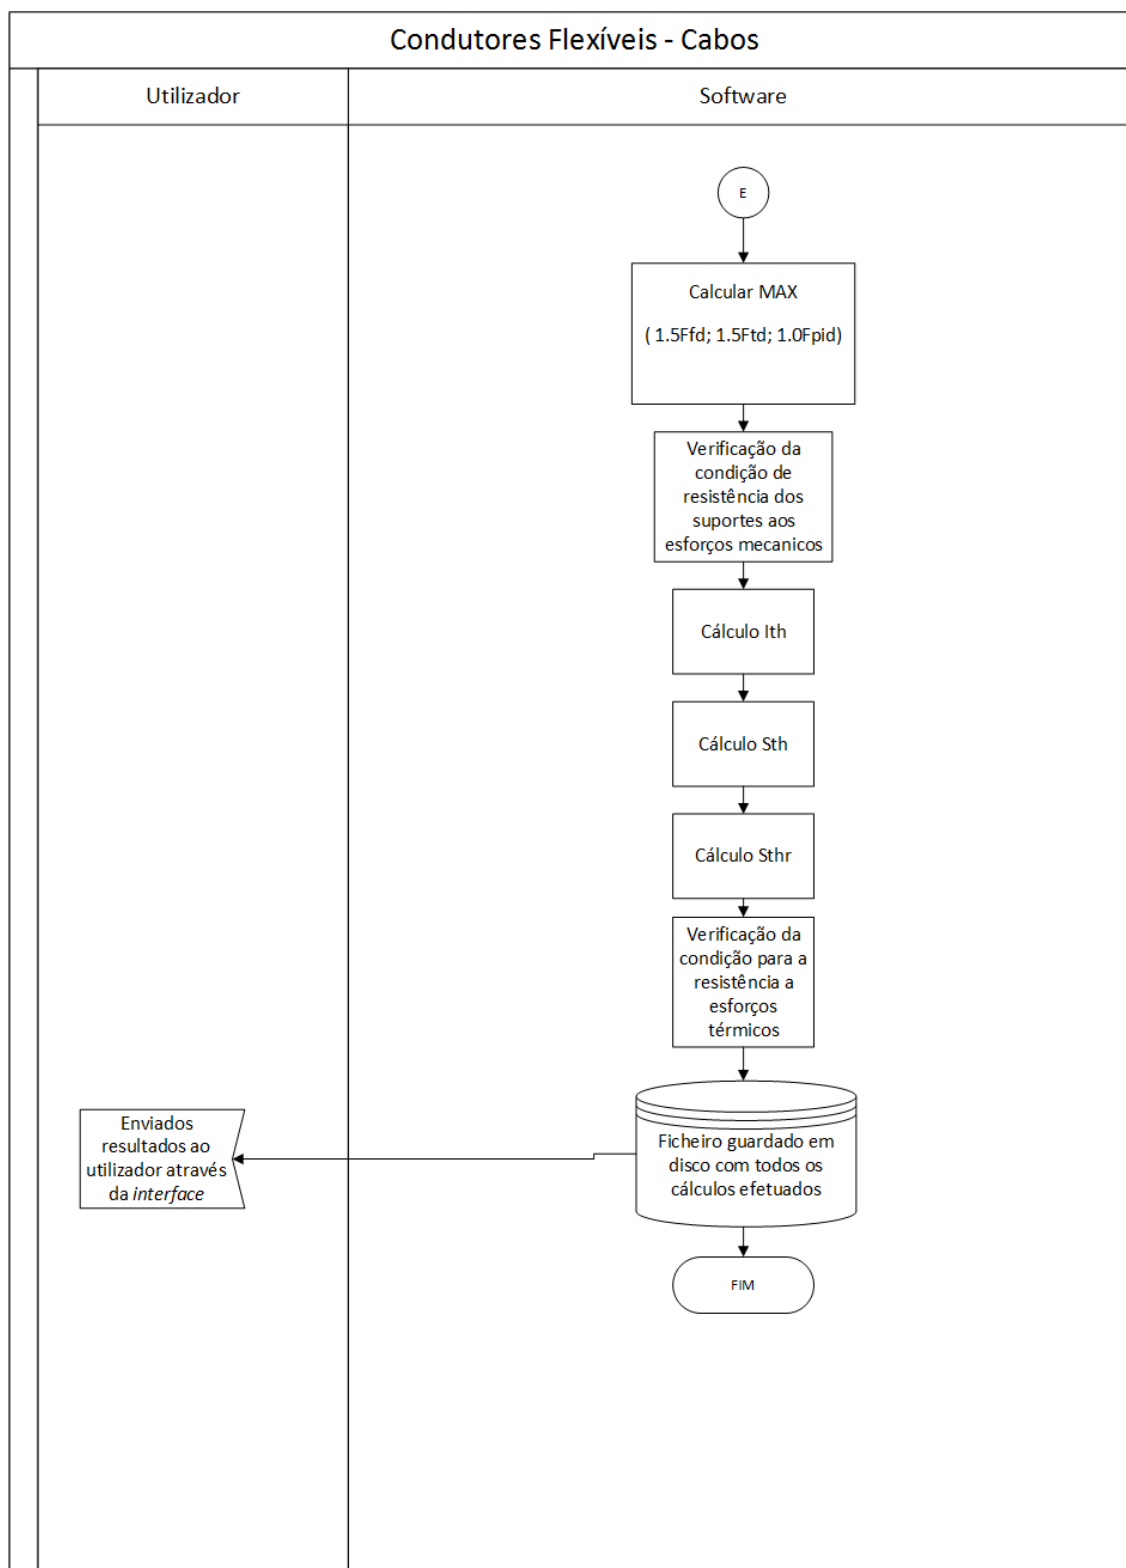 Condutores Flexíveis - Cabos
Utilizador
Software
E
Calcular MAX
( 1.5Ffd; 1.5Ftd; 1.0Fpid)
Verificação da
condição de
resistência dos
suportes aos
esforços mecanicos
Cálculo Ith
Cálculo Sth
Cálculo Sthr
Verificação da
condição para a
resistência a
esforços
térmicos
Enviados
resultados ao
utilizador através
da interface
Ficheiro guardado em
disco com todos os
cálculos efetuados
FIM